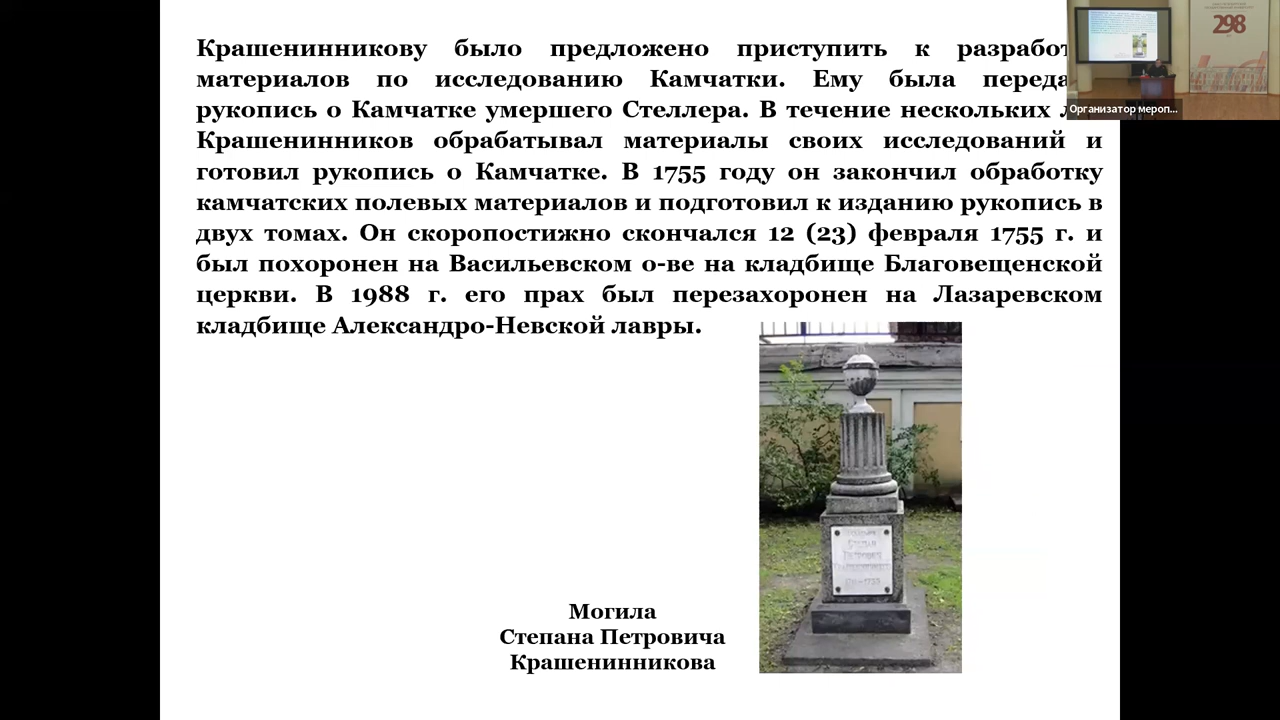 Крашенинникову было предложено приступить к
материалов по исследованию Камчатки. Ему была
рукопись о Камчатке умершего Стеллера. В течение нескольких
Крашенинников обрабатывал материалы своих исследований и
готовил рукопись о Камчатке. В 1755 году он закончил обработку
камчатских полевых материалов и подготовил к изданию рукопись в
двух томах. Он скоропостижно скончался 12 (23) февраля 1755 г. и
был похоронен на Васильевском о-ве на кладбище Благовещенской
церкви. В 1988 г. его прах был перезахоронен на Лазаревском
кладбище Александро-Невской лавры.
298
Организатор мероп...
Могила
Степана Петровича
Крашенинникова